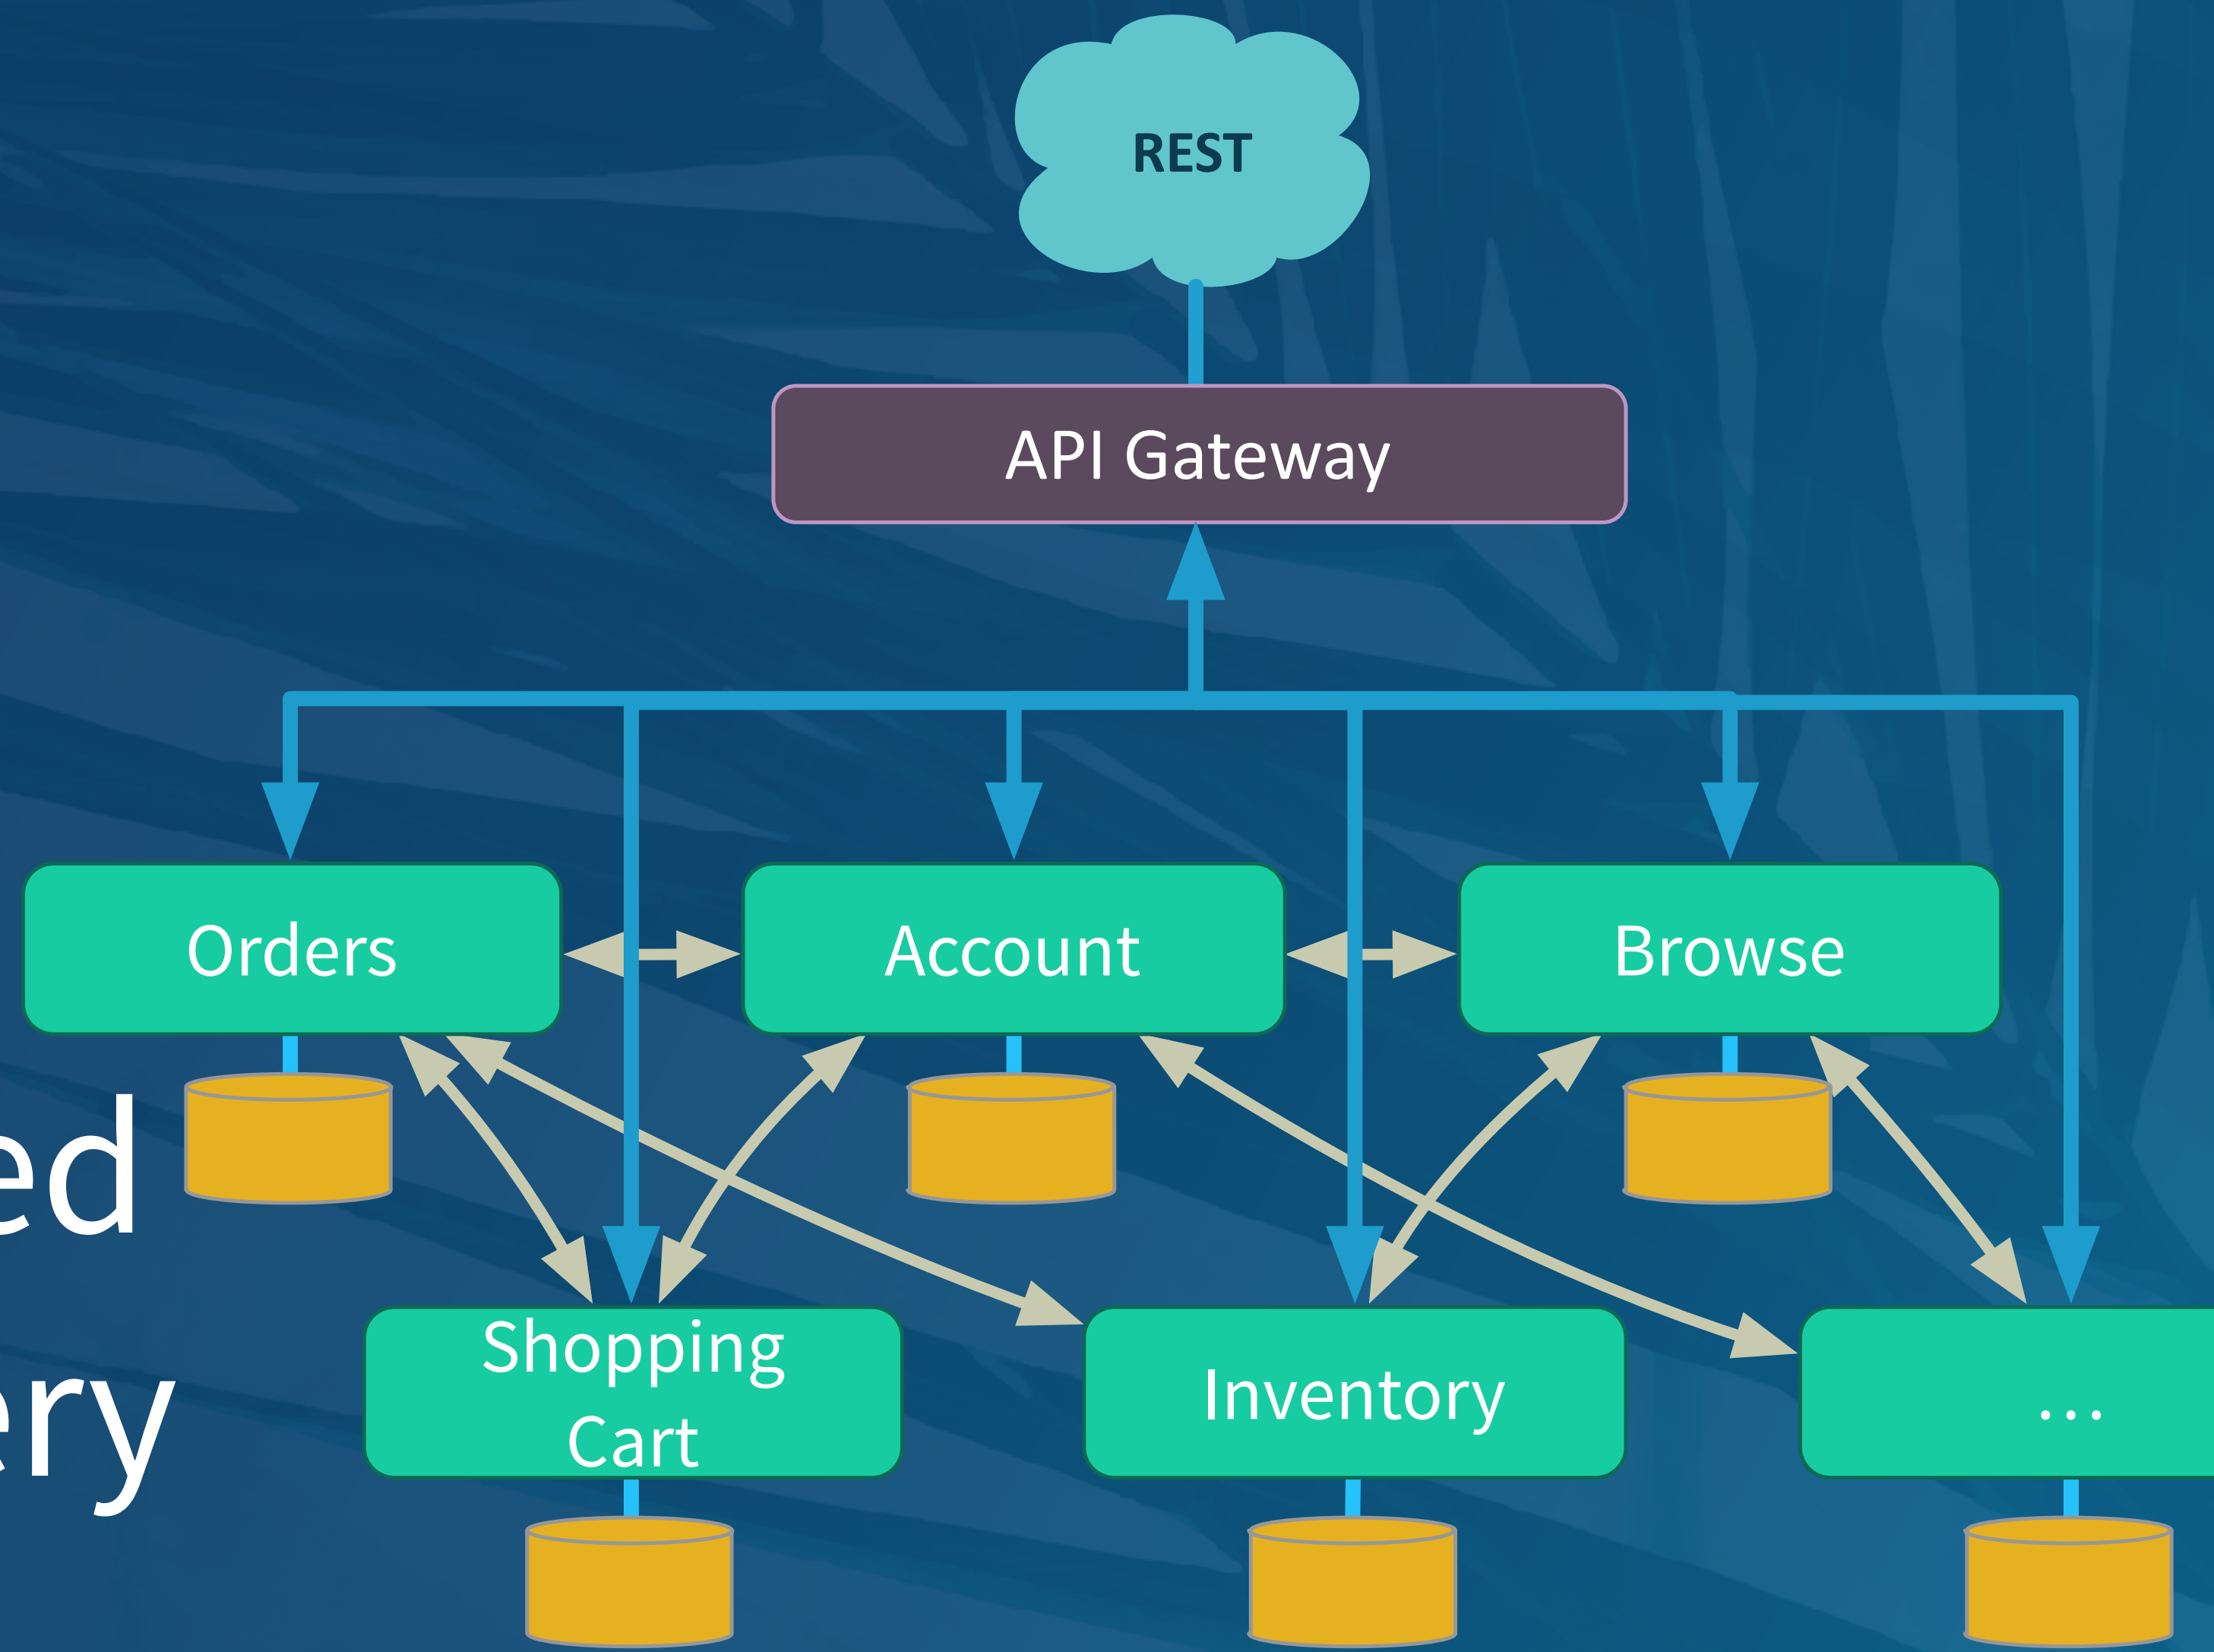 REST
API Gateway
Orders
Account
Browse
Shopping
Cart
Inventory
...